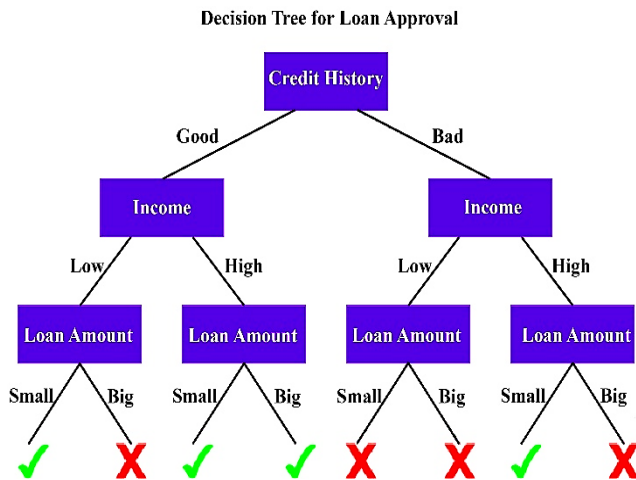 Decision Tree for Loan Approval
Credit History
Good
Bad
Income
Income
Low
High
Low
High
Loan Amount
Loan Amount
Loan Amount
Loan Amount
Small
Big
Small
Big
Small
Big
Small
Big